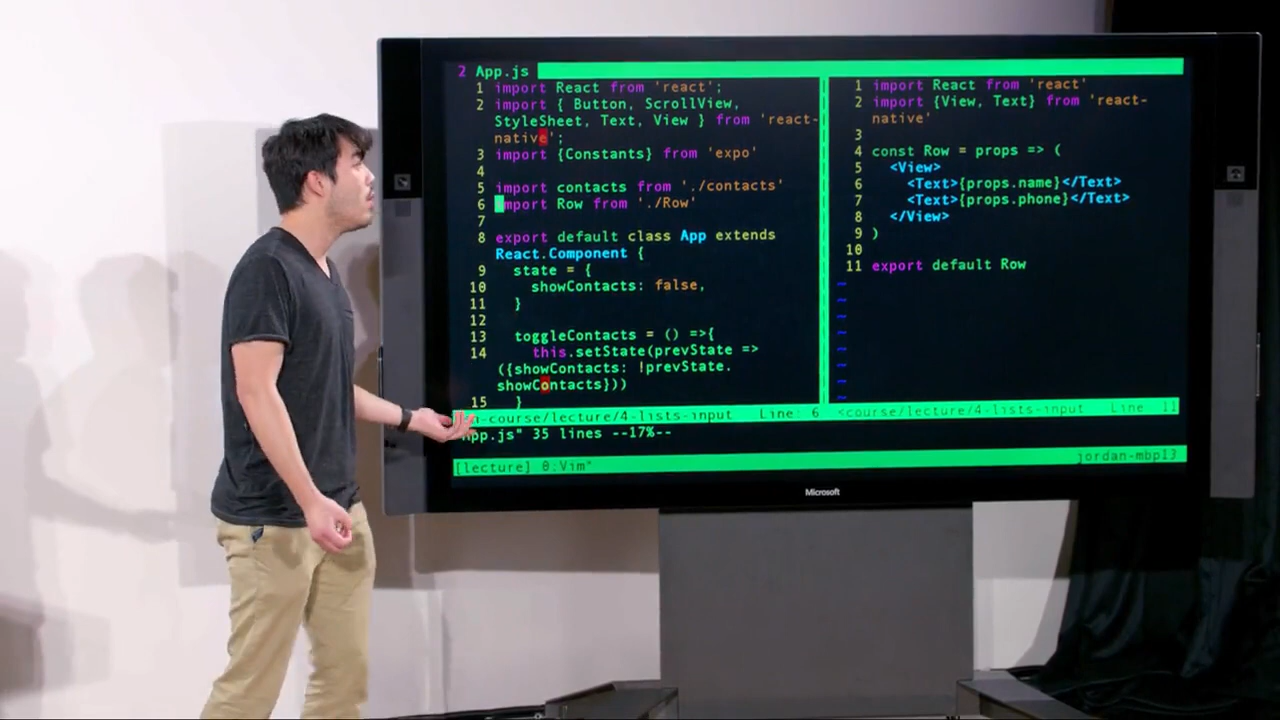 2 App.js
1 import React from 'react';
2 import { Button, ScrollView,
StyleSheet, Text, View } from 'react-
native';
3 import {Constants} from 'expo'
4
5 import contacts from './contacts'
6 import Row from './Row'
7
8 export default class App extends
React.Component {
9 state = {
10 showContacts: false,
11 }
12
13 toggleContacts = () =>{
14 this.setState(prevState =>
({showContacts: !prevState.
showContacts}))
15 }
1 import React from 'react'
2 import {View, Text} from 'react-
native'
3
4 const Row = props => (
5 <View>
6 <Text>{props.name}</Text>
7 <Text>{props.phone}</Text>
8 </View>
9 )
10
11 export default Row
~
~
~
~
~
~
~
-course/lecture/4-lists-input Line: 6 <course/lecture/4-lists-input Line 11
App.js" 35 lines --17%--
[lecture] 0:Vim* jordan-mbp13
Microsoft